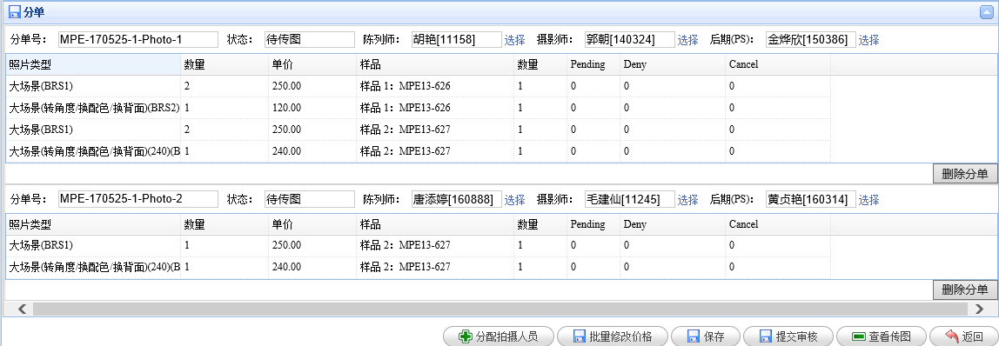 分单
分单号： MPE-170525-1-Photo-1 状态： 待传图 陈列师： 胡艳[11158] 选择 摄影师： 郭朝[140324] 选择 后期(PS)： 金烨欣[150386] 选择
照片类型 数量 单价 样品 数量 Pending Deny Cancel
大场景(BRS1) 2 250.00 样品 1：MPE13-626 1 0 0 0
大场景(转角度/换配色/换背面)(BRS2) 1 120.00 样品 1：MPE13-626 1 0 0 0
大场景(BRS1) 2 250.00 样品 2：MPE13-627 1 0 0 0
大场景(转角度/换配色/换背面)(240)(B 1 240.00 样品 2：MPE13-627 1 0 0 0
删除分单
分单号： MPE-170525-1-Photo-2 状态： 待传图 陈列师： 唐添婷[160888] 选择 摄影师： 毛建仙[11245] 选择 后期(PS)： 黄贞艳[160314] 选择
照片类型 数量 单价 样品 数量 Pending Deny Cancel
大场景(BRS1) 1 250.00 样品 2：MPE13-627 1 0 0 0
大场景(转角度/换配色/换背面)(240)(B 1 240.00 样品 2：MPE13-627 1 0 0 0
删除分单
分配拍摄人员 批量修改价格 保存 提交审核 查看传图 返回